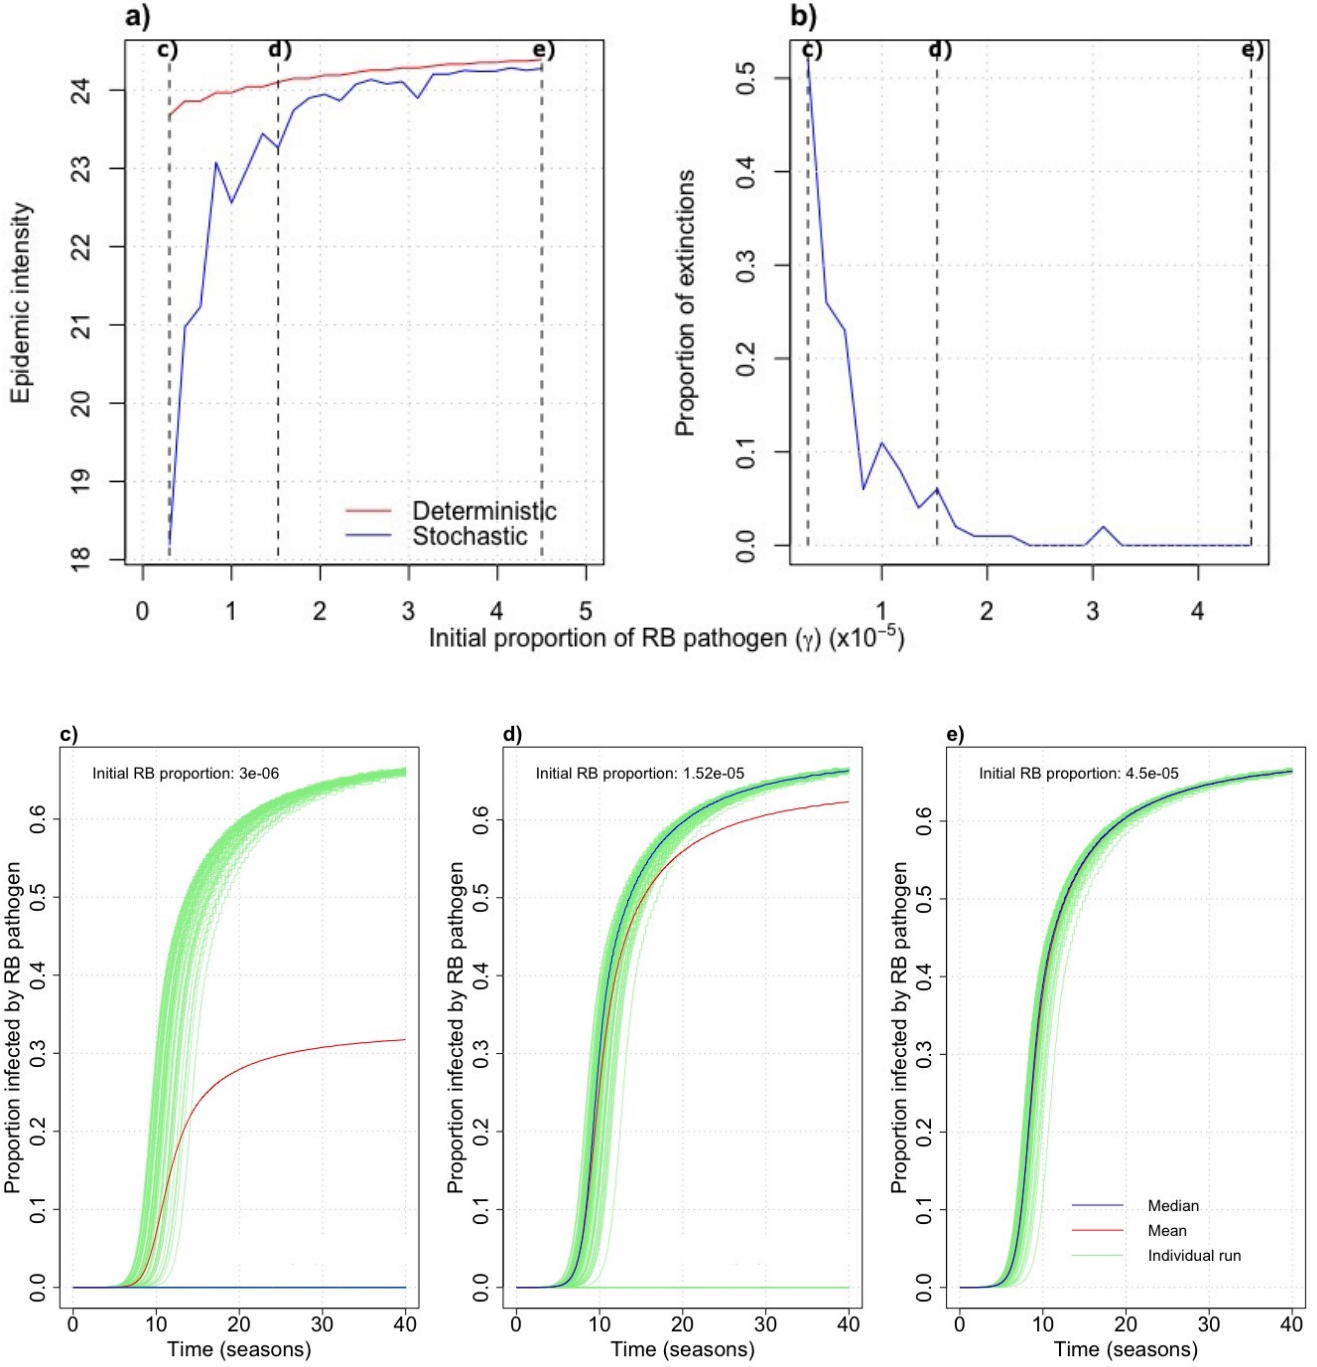 a)
c)
d)
e)
Epidemic intensity
24
23
22
21
20
19
18
Deterministic
Stochastic
0 1 2 3 4 5
b)
c)
d)
e)
Proportion of extinctions
0.5
0.4
0.3
0.2
0.1
0.0
1 2 3 4
Initial proportion of RB pathogen (γ) (x10⁻⁵)
c)
Initial RB proportion: 3e-06
Proportion infected by RB pathogen
0.6
0.5
0.4
0.3
0.2
0.1
0.0
0 10 20 30 40
Time (seasons)
d)
Initial RB proportion: 1.52e-05
Proportion infected by RB pathogen
0.6
0.5
0.4
0.3
0.2
0.1
0.0
0 10 20 30 40
Time (seasons)
e)
Initial RB proportion: 4.5e-05
Proportion infected by RB pathogen
0.6
0.5
0.4
0.3
0.2
0.1
0.0
Median
Mean
Individual run
0 10 20 30 40
Time (seasons)